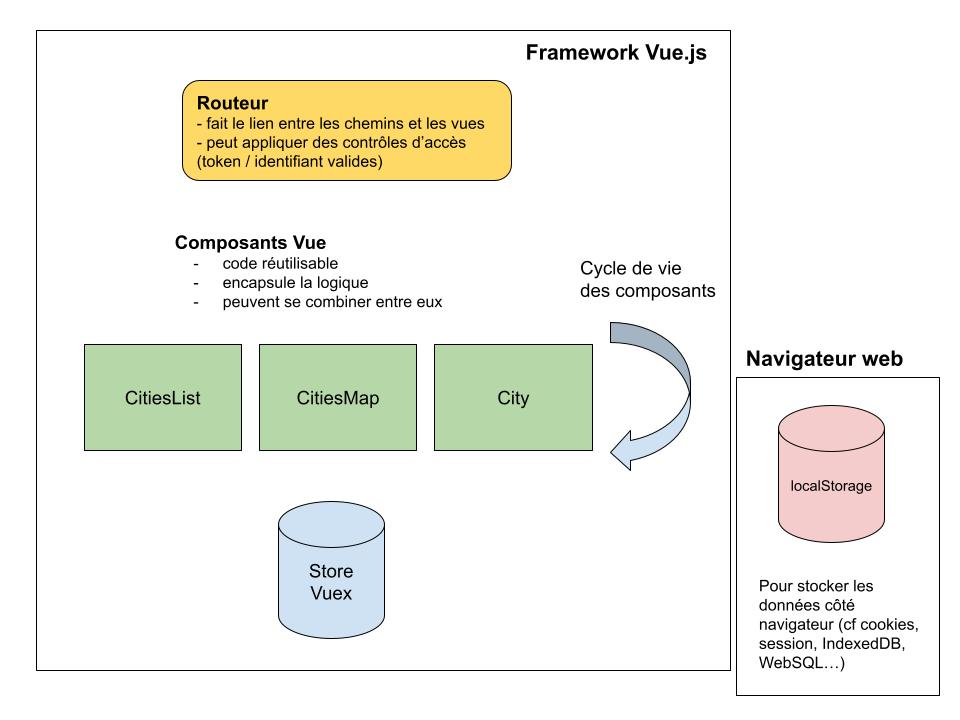 Framework Vue.js
Routeur
- fait le lien entre les chemins et les vues
- peut appliquer des contrôles d’accès
(token / identifiant valides)
Composants Vue
- code réutilisable
- encapsule la logique
- peuvent se combiner entre eux
Cycle de vie
des composants
CitiesList
CitiesMap
City
Store
Vuex
Navigateur web
localStorage
Pour stocker les
données côté
navigateur (cf cookies,
session, IndexedDB,
WebSQL…)